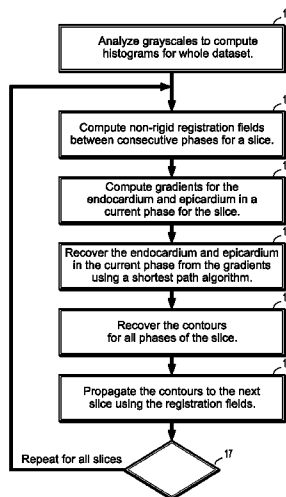 Analyze grayscales to compute
histograms for whole dataset.
Compute non-rigid registration fields
between consecutive phases for a slice.
Compute gradients for the
endocardium and epicardium in a
current phase for the slice.
Recover the endocardium and epicardium
in the current phase from the gradients
using a shortest path algorithm.
Recover the contours
for all phases of the slice.
Propagate the contours to the next
slice using the registration fields.
Repeat for all slices
17